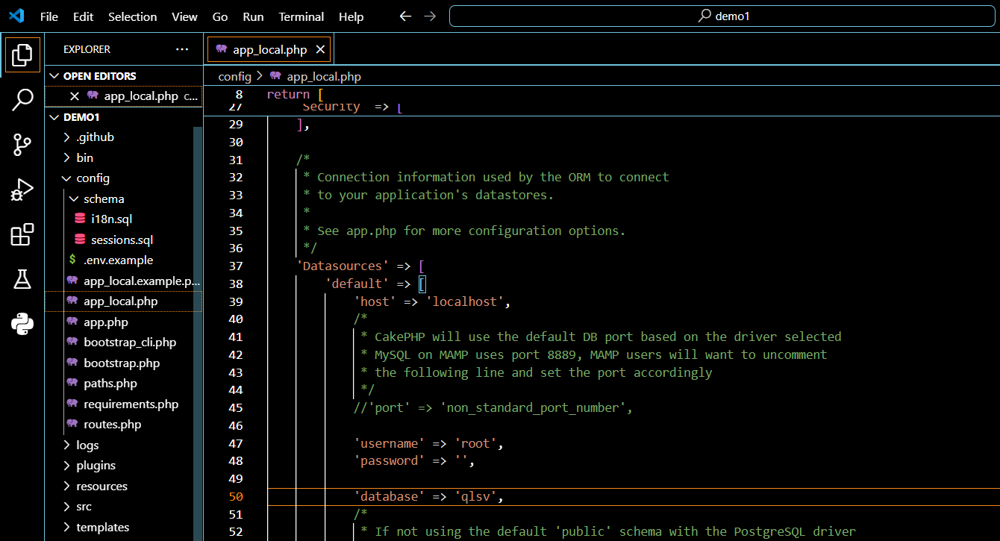 File Edit Selection View Go Run Terminal Help demo1
EXPLORER ...
OPEN EDITORS
app_local.php c...
DEMO1
.github
bin
config
schema
i18n.sql
sessions.sql
$ .env.example
app_local.example.p...
app_local.php
app.php
bootstrap_cli.php
bootstrap.php
paths.php
requirements.php
routes.php
logs
plugins
resources
src
templates
app_local.php
config > app_local.php
8 return [
27 'Security' => [
29 ],
30
31 /*
32 * Connection information used by the ORM to connect
33 * to your application's datastores.
34 *
35 * See app.php for more configuration options.
36 */
37 'Datasources' => [
38 'default' => [
39 'host' => 'localhost',
40 /*
41 * CakePHP will use the default DB port based on the driver selected
42 * MySQL on MAMP uses port 8889, MAMP users will want to uncomment
43 * the following line and set the port accordingly
44 */
45 //'port' => 'non_standard_port_number',
46
47 'username' => 'root',
48 'password' => '',
49
50 'database' => 'qlsv',
51 /*
52 * If not using the default 'public' schema with the PostgreSQL driver